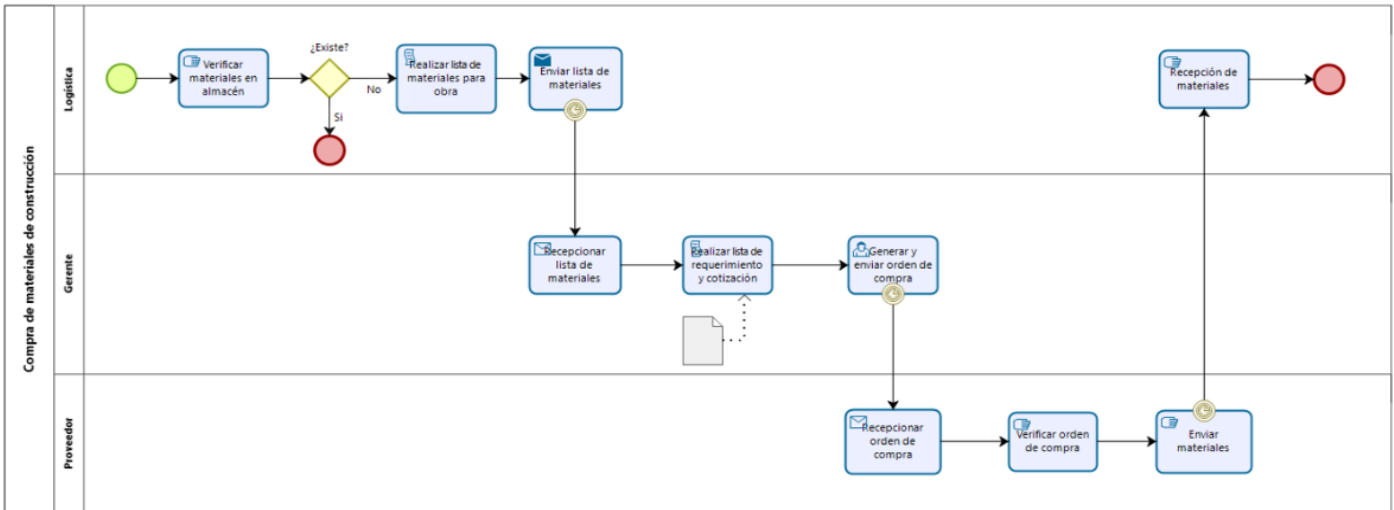 Compra de materiales de construcción
Logística
Verificar
materiales en
almacén
¿Existe?
No
Si
Realizar lista de
materiales para
obra
Enviar lista de
materiales
Recepción de
materiales
Gerente
Recepcionar
lista de
materiales
Realizar lista de
requerimiento
y cotización
Generar y
enviar orden de
compra
Proveedor
Recepcionar
orden de
compra
Verificar orden
de compra
Enviar
materiales